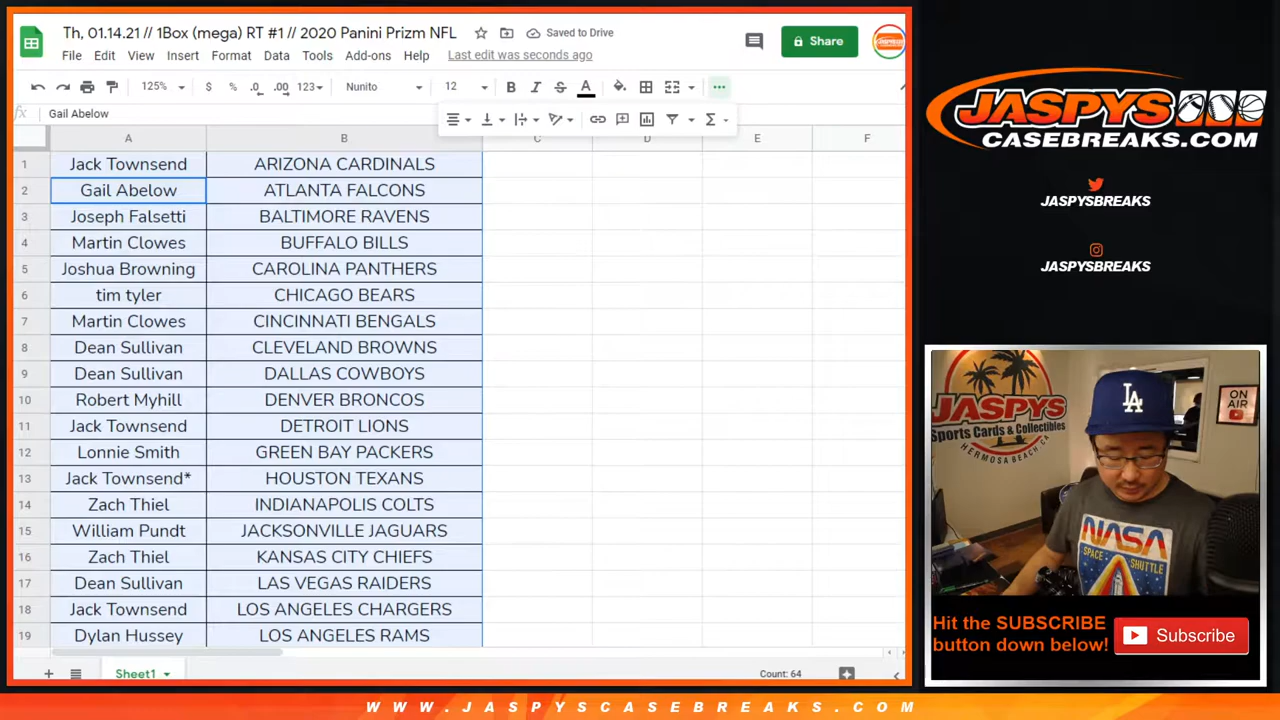 Th, 01.14.21 // 1Box (mega) RT #1 // 2020 Panini Prizm NFL
Saved to Drive
Share
File Edit View Insert Format Data Tools Add-ons Help Last edit was seconds ago
125% $ % .0 .00 123 Nunito 12 B I S A
fx Gail Abelow
A B C D E F
1 Jack Townsend ARIZONA CARDINALS
2 Gail Abelow ATLANTA FALCONS
3 Joseph Falsetti BALTIMORE RAVENS
4 Martin Clowes BUFFALO BILLS
5 Joshua Browning CAROLINA PANTHERS
6 tim tyler CHICAGO BEARS
7 Martin Clowes CINCINNATI BENGALS
8 Dean Sullivan CLEVELAND BROWNS
9 Dean Sullivan DALLAS COWBOYS
10 Robert Myhill DENVER BRONCOS
11 Jack Townsend DETROIT LIONS
12 Lonnie Smith GREEN BAY PACKERS
13 Jack Townsend* HOUSTON TEXANS
14 Zach Thiel INDIANAPOLIS COLTS
15 William Pundt JACKSONVILLE JAGUARS
16 Zach Thiel KANSAS CITY CHIEFS
17 Dean Sullivan LAS VEGAS RAIDERS
18 Jack Townsend LOS ANGELES CHARGERS
19 Dylan Hussey LOS ANGELES RAMS
Sheet1
Count: 64
JASPYS
CASEBREAKS.COM
JASPYSBREAKS
JASPYSBREAKS
JASPYS
Sports Cards & Collectibles
HERMOSA BEACH, CA
LA
ON
AIR
NASA
SPACE SHUTTLE
Hit the SUBSCRIBE
button down below!
Subscribe
WWW.JASPYSCASEBREAKS.COM